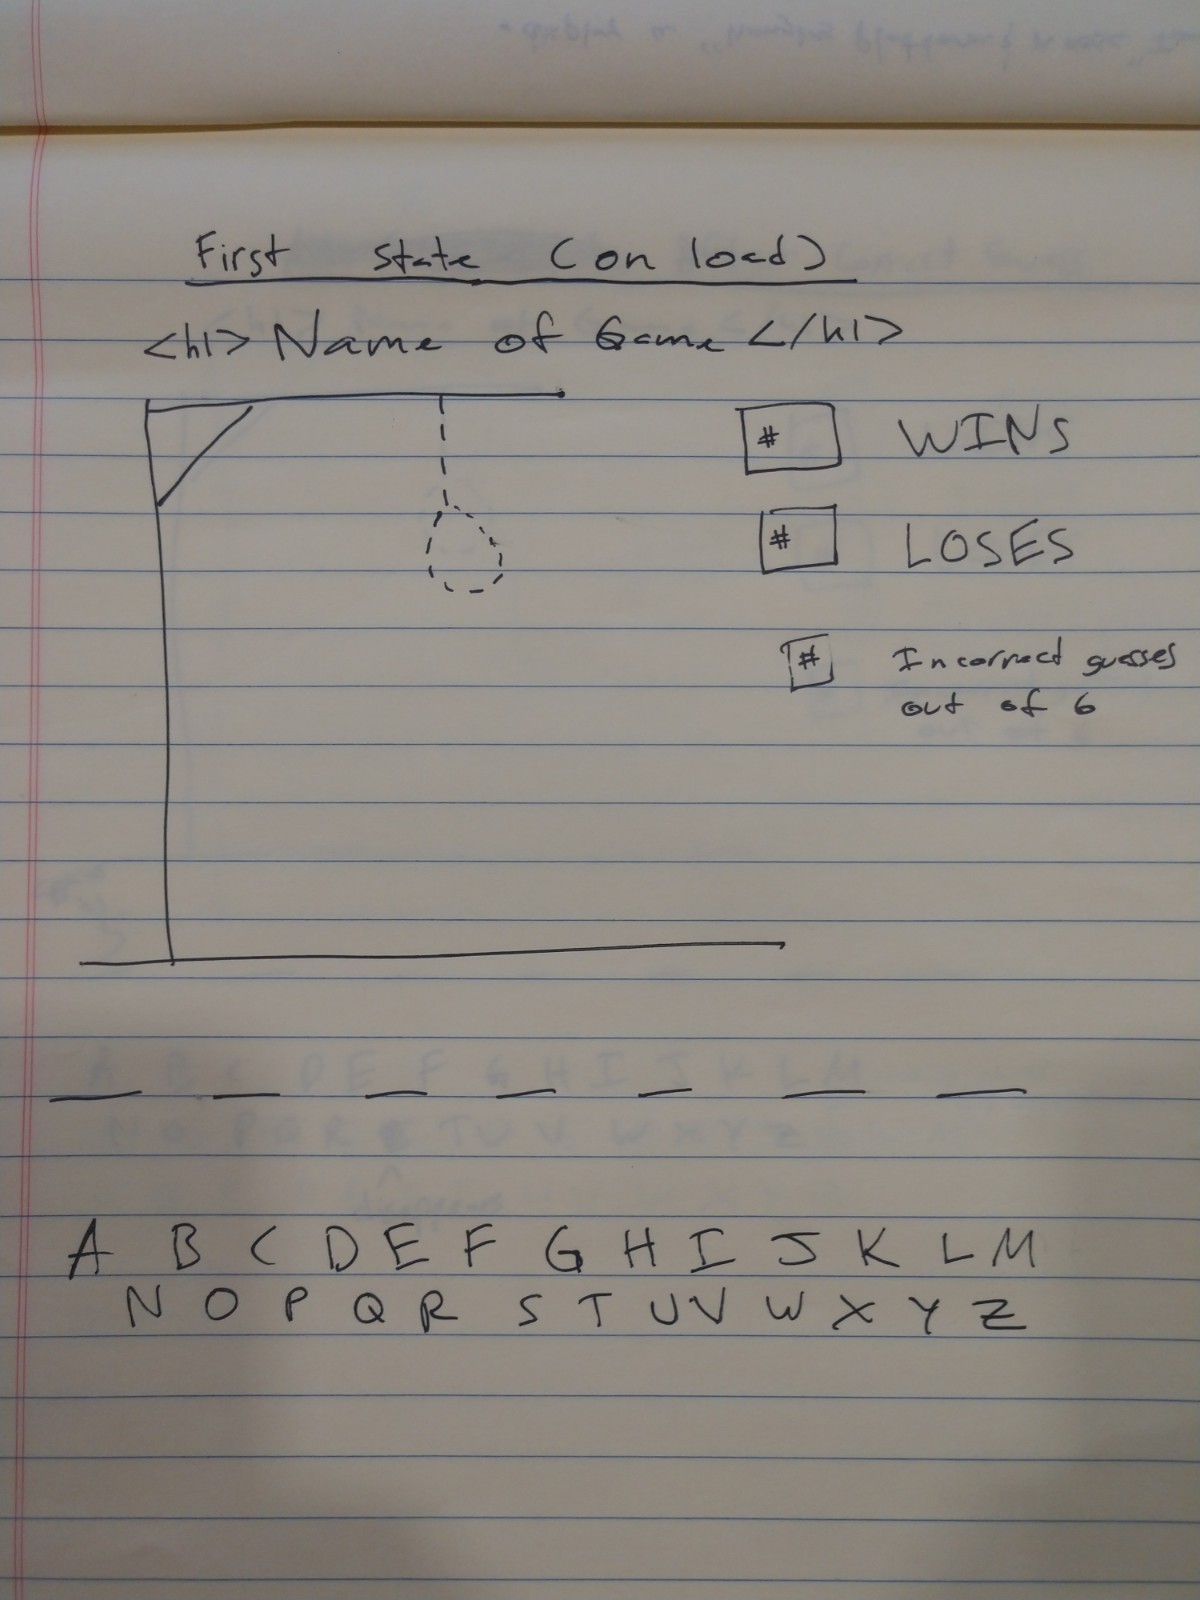 First state (on load)
<h1> Name of Game </h1>
# WINS
# LOSES
# Incorrect guesses
out of 6
A B C D E F G H I J K L M
N O P Q R S T U V W X Y Z